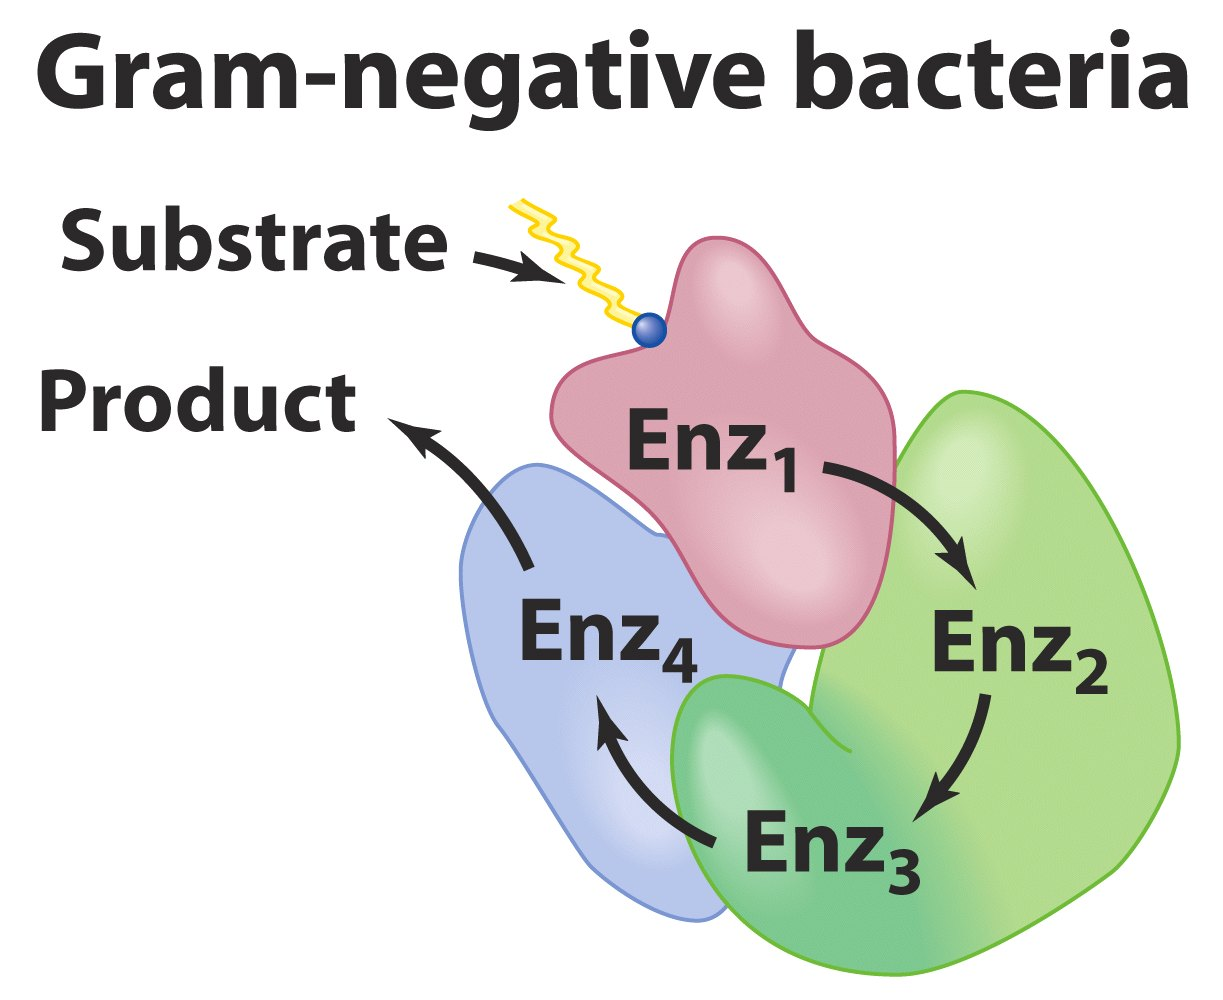 Gram-negative bacteria
Substrate
Product
Enz₁
Enz₂
Enz₄
Enz₃